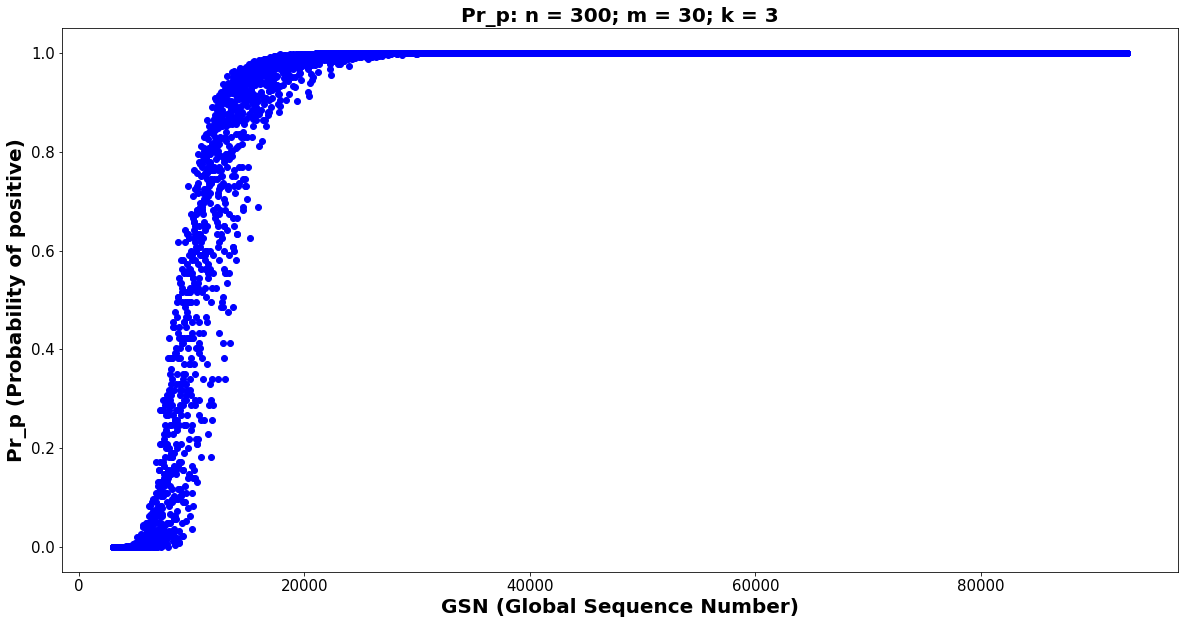 Pr_p: n = 300; m = 30; k = 3
Pr_p (Probability of positive)
1.0
0.8
0.6
0.4
0.2
0.0
0 20000 40000 60000 80000
GSN (Global Sequence Number)